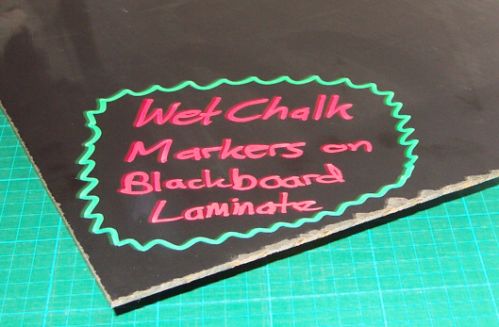 Wet Chalk
Markers on
Blackboard
Laminate